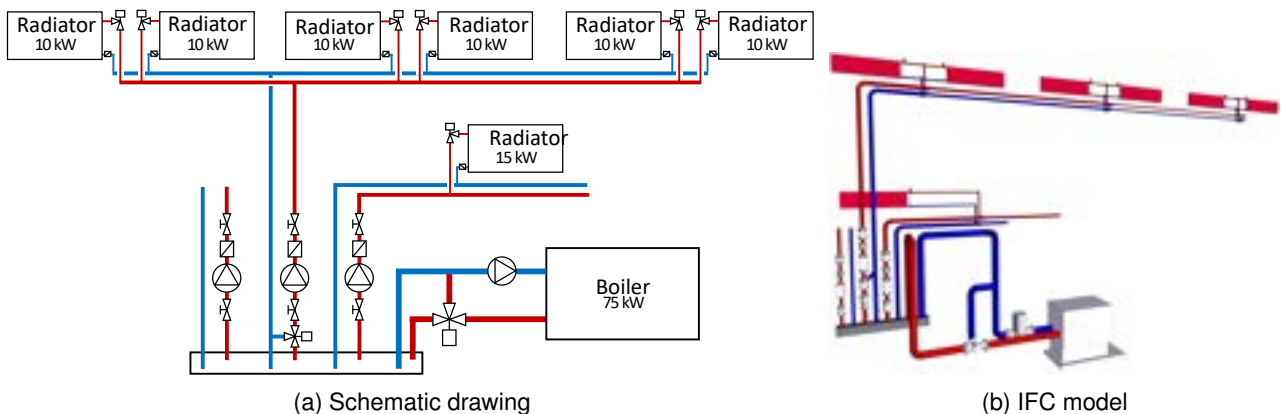 Radiator
10 kW
Radiator
10 kW
Radiator
10 kW
Radiator
10 kW
Radiator
10 kW
Radiator
10 kW
Radiator
15 kW
Boiler
75 kW
(a) Schematic drawing
(b) IFC model